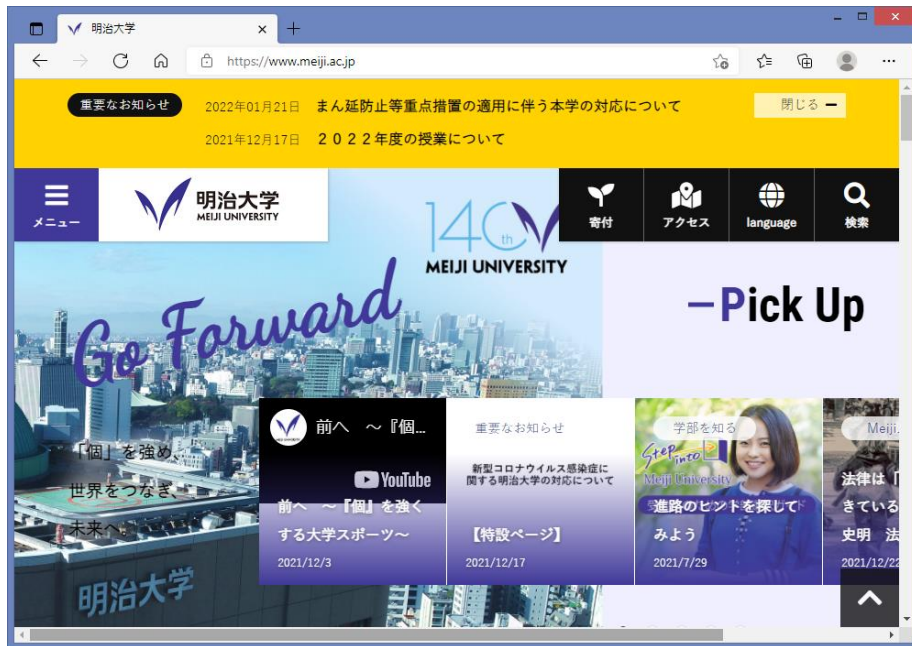 明治大学
https://www.meiji.ac.jp
重要なお知らせ
2022年01月21日 まん延防止等重点措置の適用に伴う本学の対応について
閉じる
2021年12月17日 2022年度の授業について
メニュー
明治大学
MEIJI UNIVERSITY
寄付
アクセス
language
検索
140th
MEIJI UNIVERSITY
Go Forward
Pick Up
「個」を強め、
世界をつなぎ、
未来へ
明治大学
前へ ～『個...
YouTube
前へ ～『個』を強く
する大学スポーツ～
2021/12/3
重要なお知らせ
新型コロナウイルス感染症に
関する明治大学の対応について
【特設ページ】
2021/12/17
学部を知る
Step into
Meiji University
進路のヒントを探して
みよう
2021/7/29
Meiji.
法律は「
きている
史明 法
2021/12/22